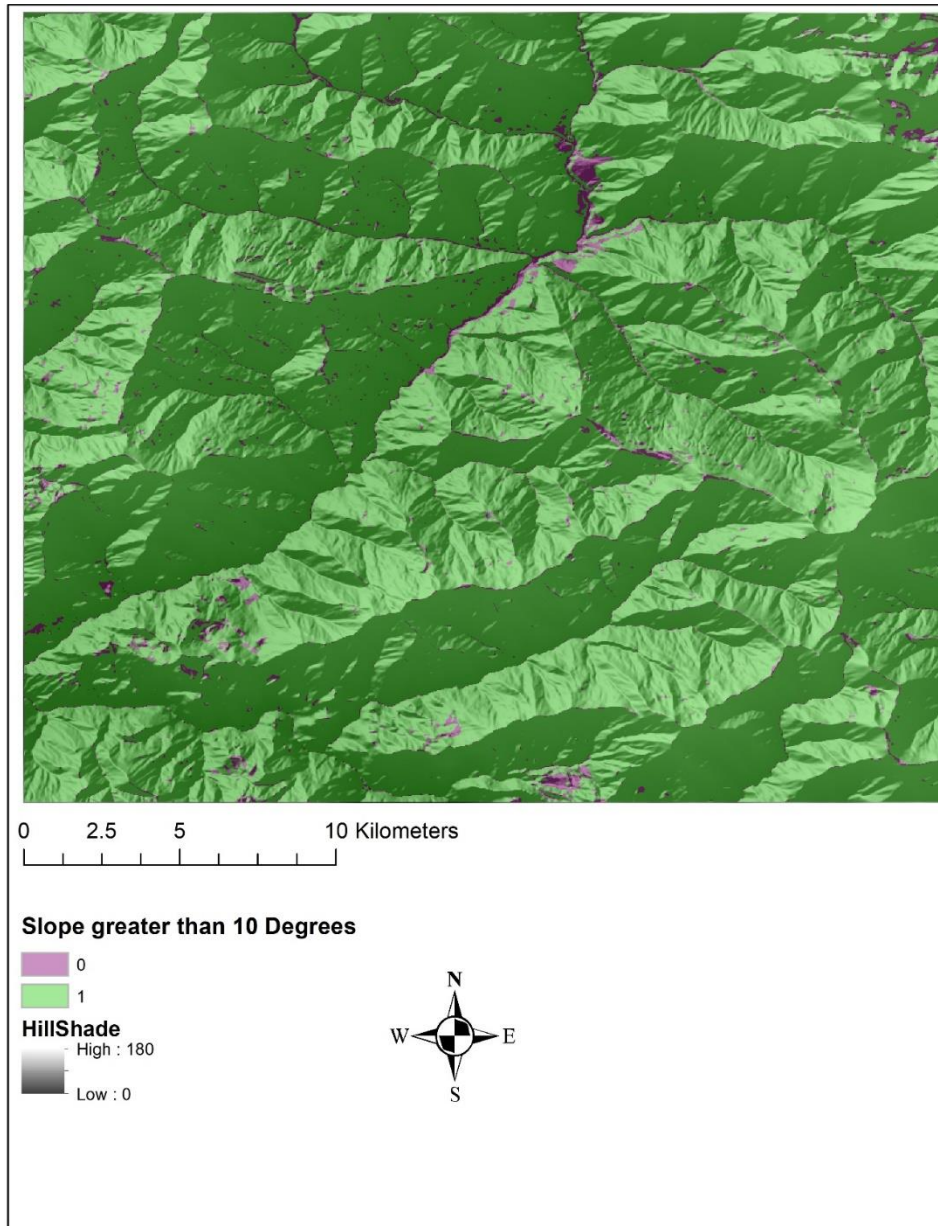 0 2.5 5 10 Kilometers
Slope greater than 10 Degrees
0
1
HillShade
High : 180
Low : 0
N
W E
S